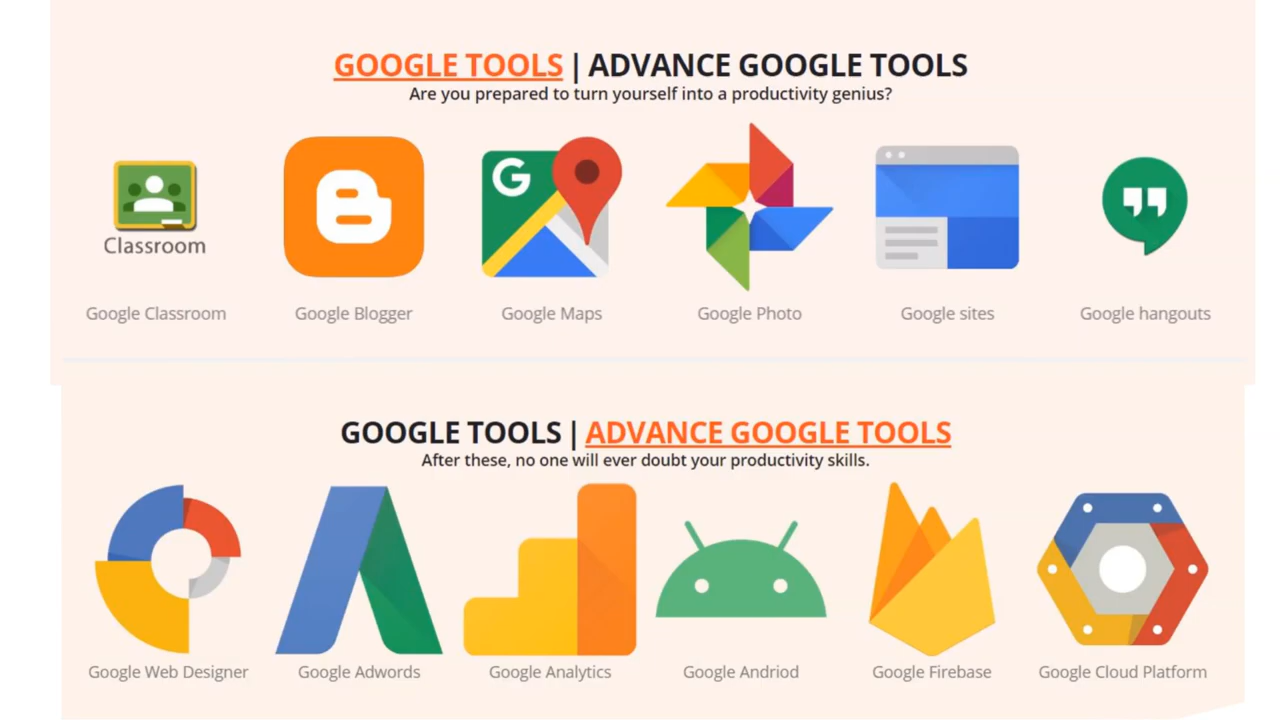 GOOGLE TOOLS | ADVANCE GOOGLE TOOLS
Are you prepared to turn yourself into a productivity genius?
G
Classroom
Google Classroom
Google Blogger
Google Maps
Google Photo
Google sites
Google hangouts
GOOGLE TOOLS | ADVANCE GOOGLE TOOLS
After these, no one will ever doubt your productivity skills.
Google Web Designer
Google Adwords
Google Analytics
Google Andriod
Google Firebase
Google Cloud Platform